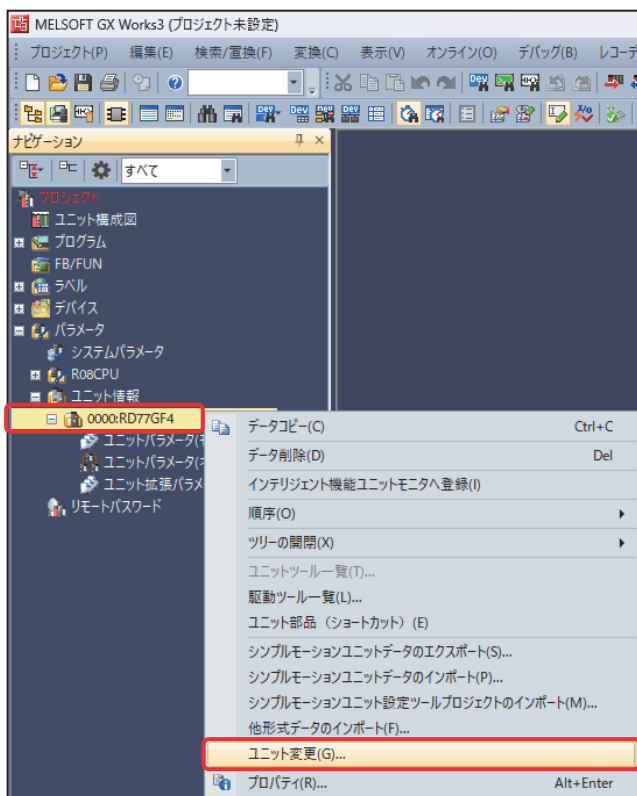 MELSOFT GX Works3 (プロジェクト未設定)
プロジェクト(P) 編集(E) 検索/置換(F) 変換(C) 表示(V) オンライン(O) デバッグ(B) レコーデ
ナビゲーション
すべて
プロジェクト
ユニット構成図
プログラム
FB/FUN
ラベル
デバイス
パラメータ
システムパラメータ
R08CPU
ユニット情報
0000:RD77GF4
ユニットパラメータ(
ユニットパラメータ(
ユニット拡張パラメ
リモートパスワード
データコピー(C) Ctrl+C
データ削除(D) Del
インテリジェント機能ユニットモニタへ登録(I)
順序(O)
ツリーの開閉(X)
ユニットツール一覧(T)...
駆動ツール一覧(L)...
ユニット部品（ショートカット）(E)
シンプルモーションユニットデータのエクスポート(S)...
シンプルモーションユニットデータのインポート(P)...
シンプルモーションユニット設定ツールプロジェクトのインポート(M)...
他形式データのインポート(F)...
ユニット変更(G)...
プロパティ(R)... Alt+Enter